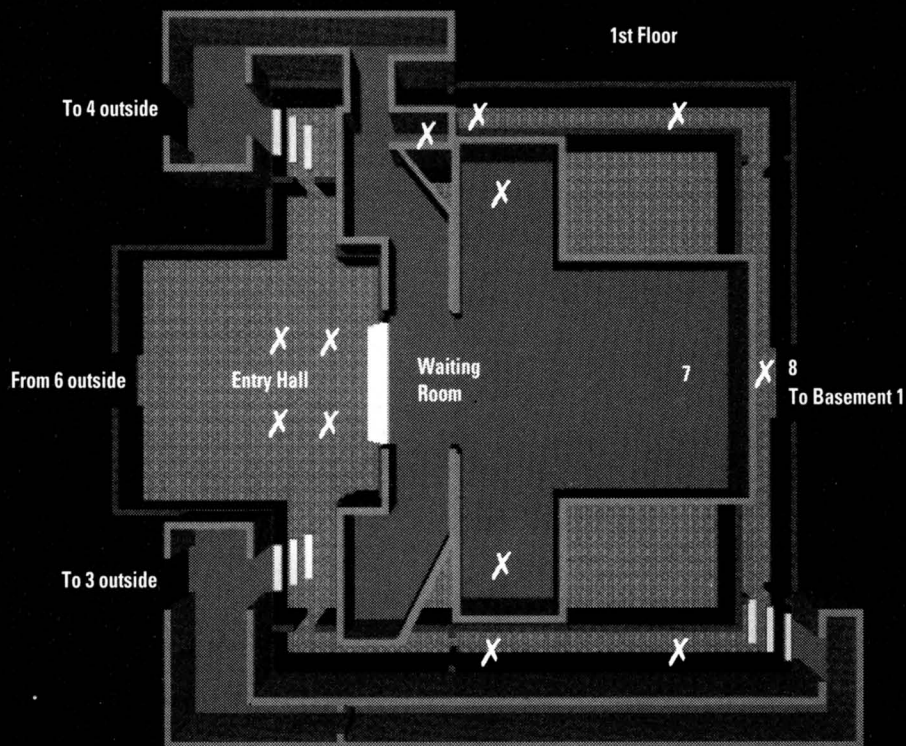 1st Floor
To 4 outside
X
X
X
X
X
X
From 6 outside
Entry Hall
X
X
Waiting
Room
7
X
8
To Basement 1
To 3 outside
X
X
X